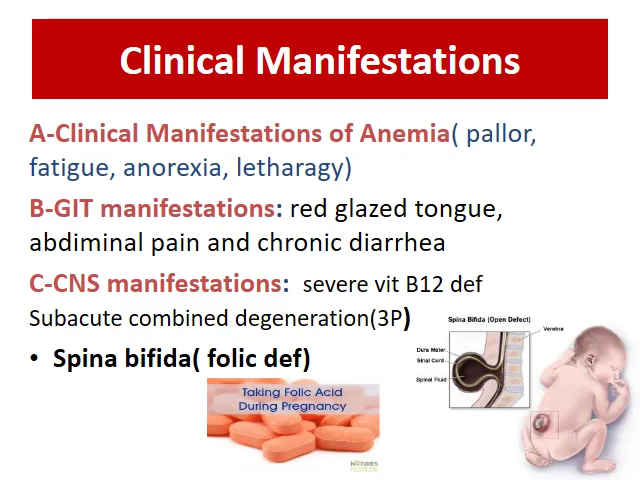 Clinical Manifestations
A-Clinical Manifestations of Anemia( pallor,
fatigue, anorexia, letharagy)
B-GIT manifestations: red glazed tongue,
abdiminal pain and chronic diarrhea
C-CNS manifestations: severe vit B12 def
Subacute combined degeneration(3P)
• Spina bifida( folic def)
Spina Bifida (Open Defect)
Verebra
Dura Mater
Sinal Cord
Spinal Fluid
Taking Folic Acid
During Pregnancy